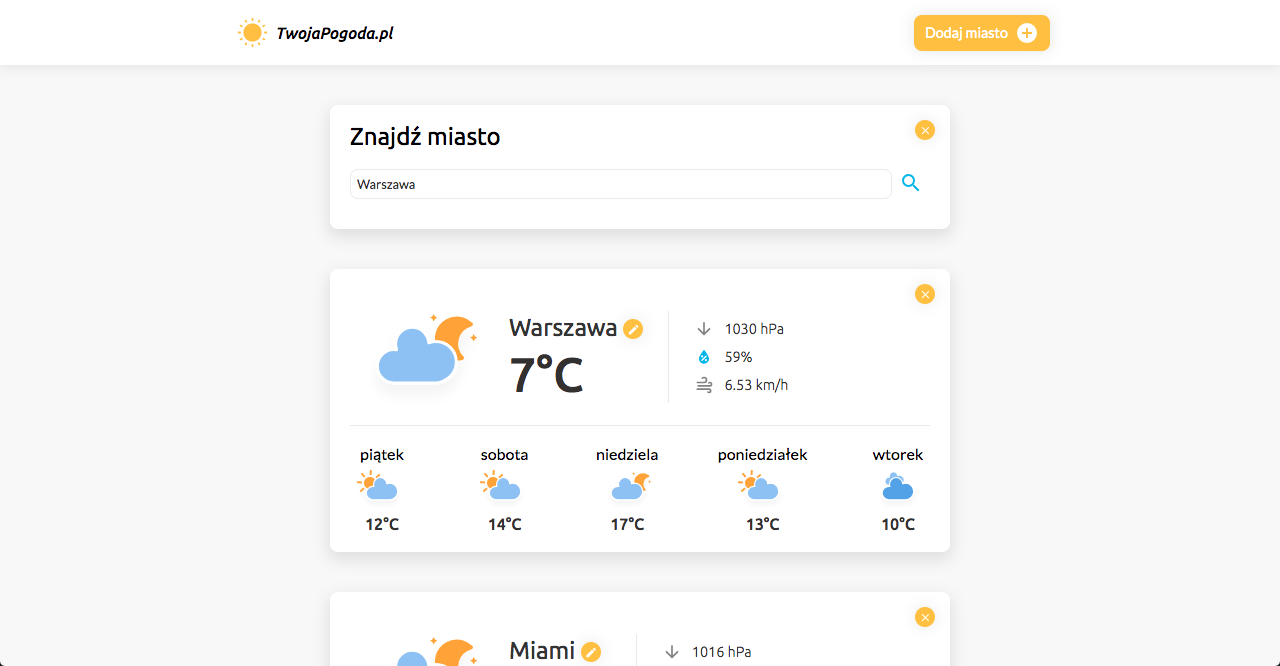 TwojaPogoda.pl
Dodaj miasto
Znajdź miasto
Warszawa
Warszawa
7°C
1030 hPa
59%
6.53 km/h
piątek sobota niedziela poniedziałek wtorek
12°C 14°C 17°C 13°C 10°C
Miami
1016 hPa